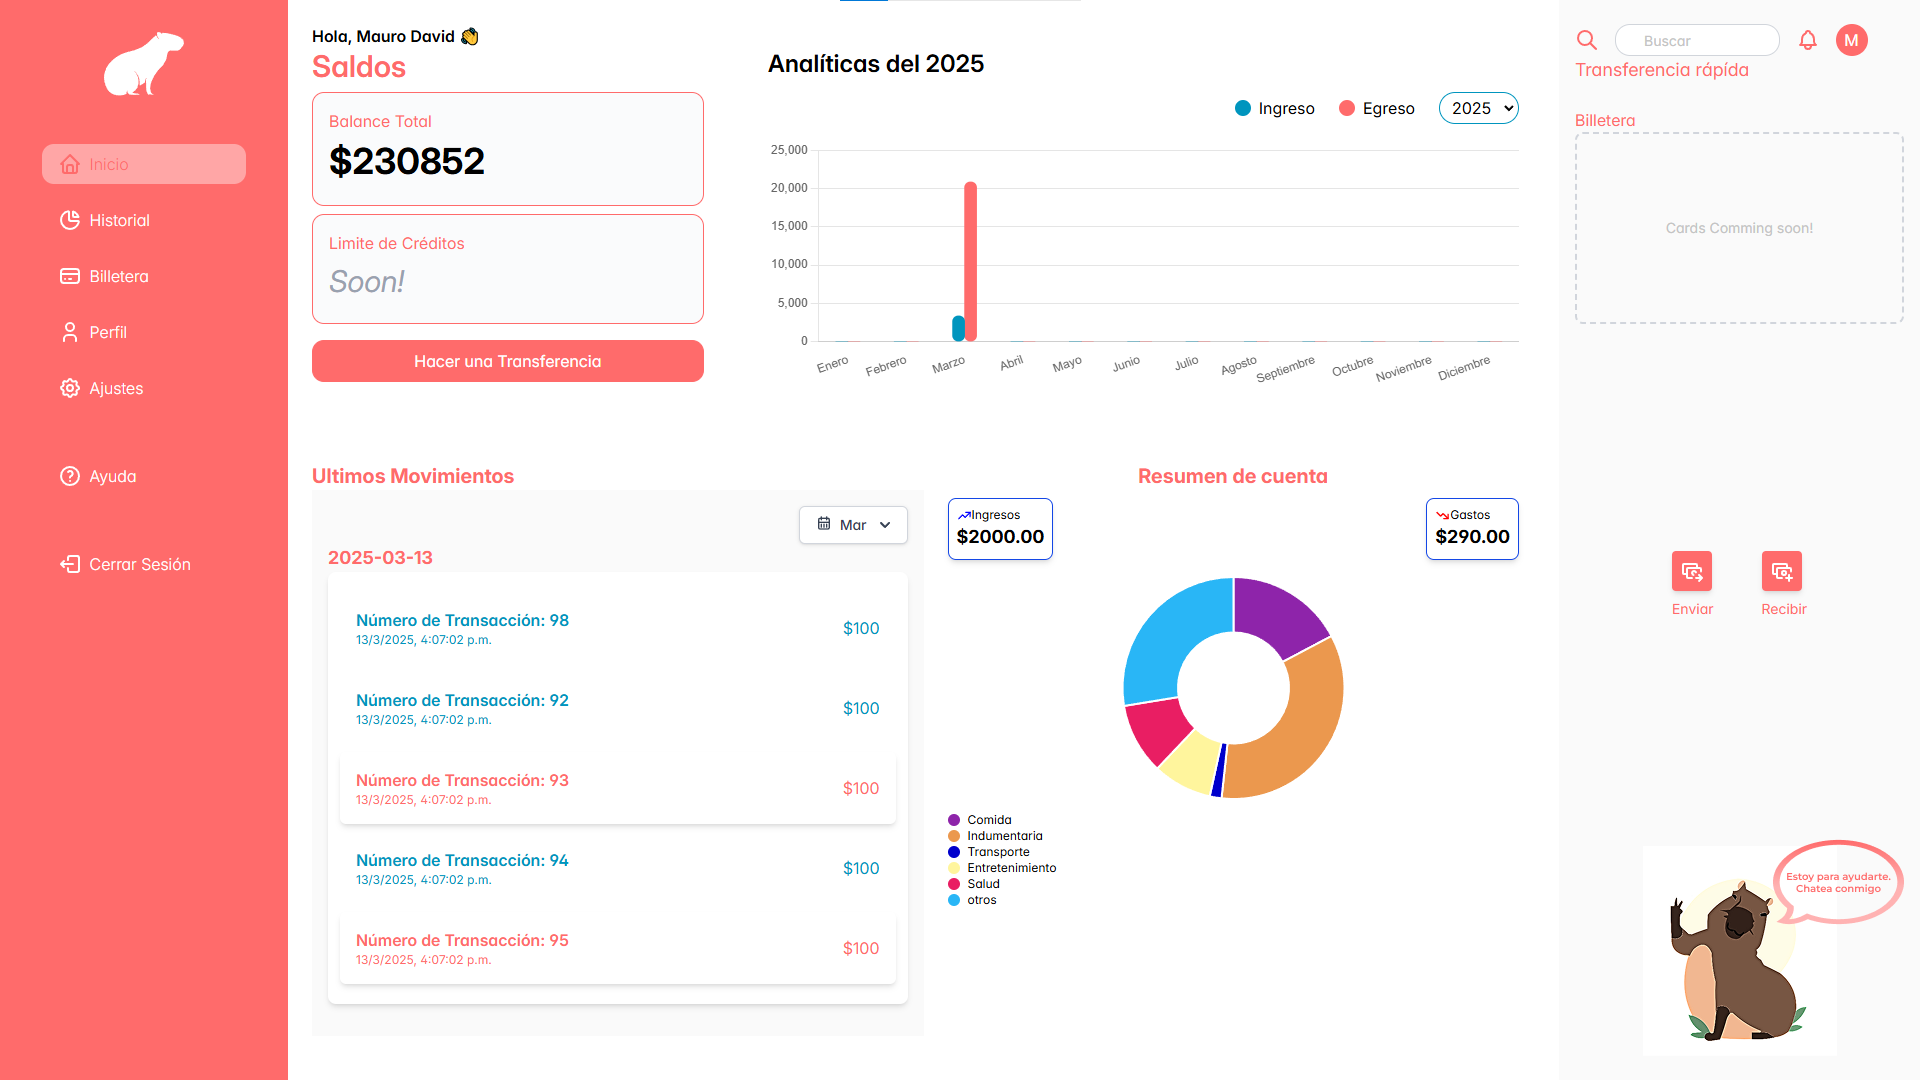 Inicio
Historial
Billetera
Perfil
Ajustes
Ayuda
Cerrar Sesión
Hola, Mauro David 👏
Saldos
Balance Total
$230852
Limite de Créditos
Soon!
Hacer una Transferencia
Analíticas del 2025
Ingreso
Egreso
2025
25,000
20,000
15,000
10,000
5,000
0
Enero
Febrero
Marzo
Abril
Mayo
Junio
Julio
Agosto
Septiembre
Octubre
Noviembre
Diciembre
Ultimos Movimientos
Mar
2025-03-13
Número de Transacción: 98
13/3/2025, 4:07:02 p.m.
$100
Número de Transacción: 92
13/3/2025, 4:07:02 p.m.
$100
Número de Transacción: 93
13/3/2025, 4:07:02 p.m.
$100
Número de Transacción: 94
13/3/2025, 4:07:02 p.m.
$100
Número de Transacción: 95
13/3/2025, 4:07:02 p.m.
$100
Resumen de cuenta
Ingresos
$2000.00
Gastos
$290.00
Comida
Indumentaria
Transporte
Entretenimiento
Salud
otros
Buscar
M
Transferencia rápída
Billetera
Cards Comming soon!
Enviar
Recibir
Estoy para ayudarte.
Chatea conmigo